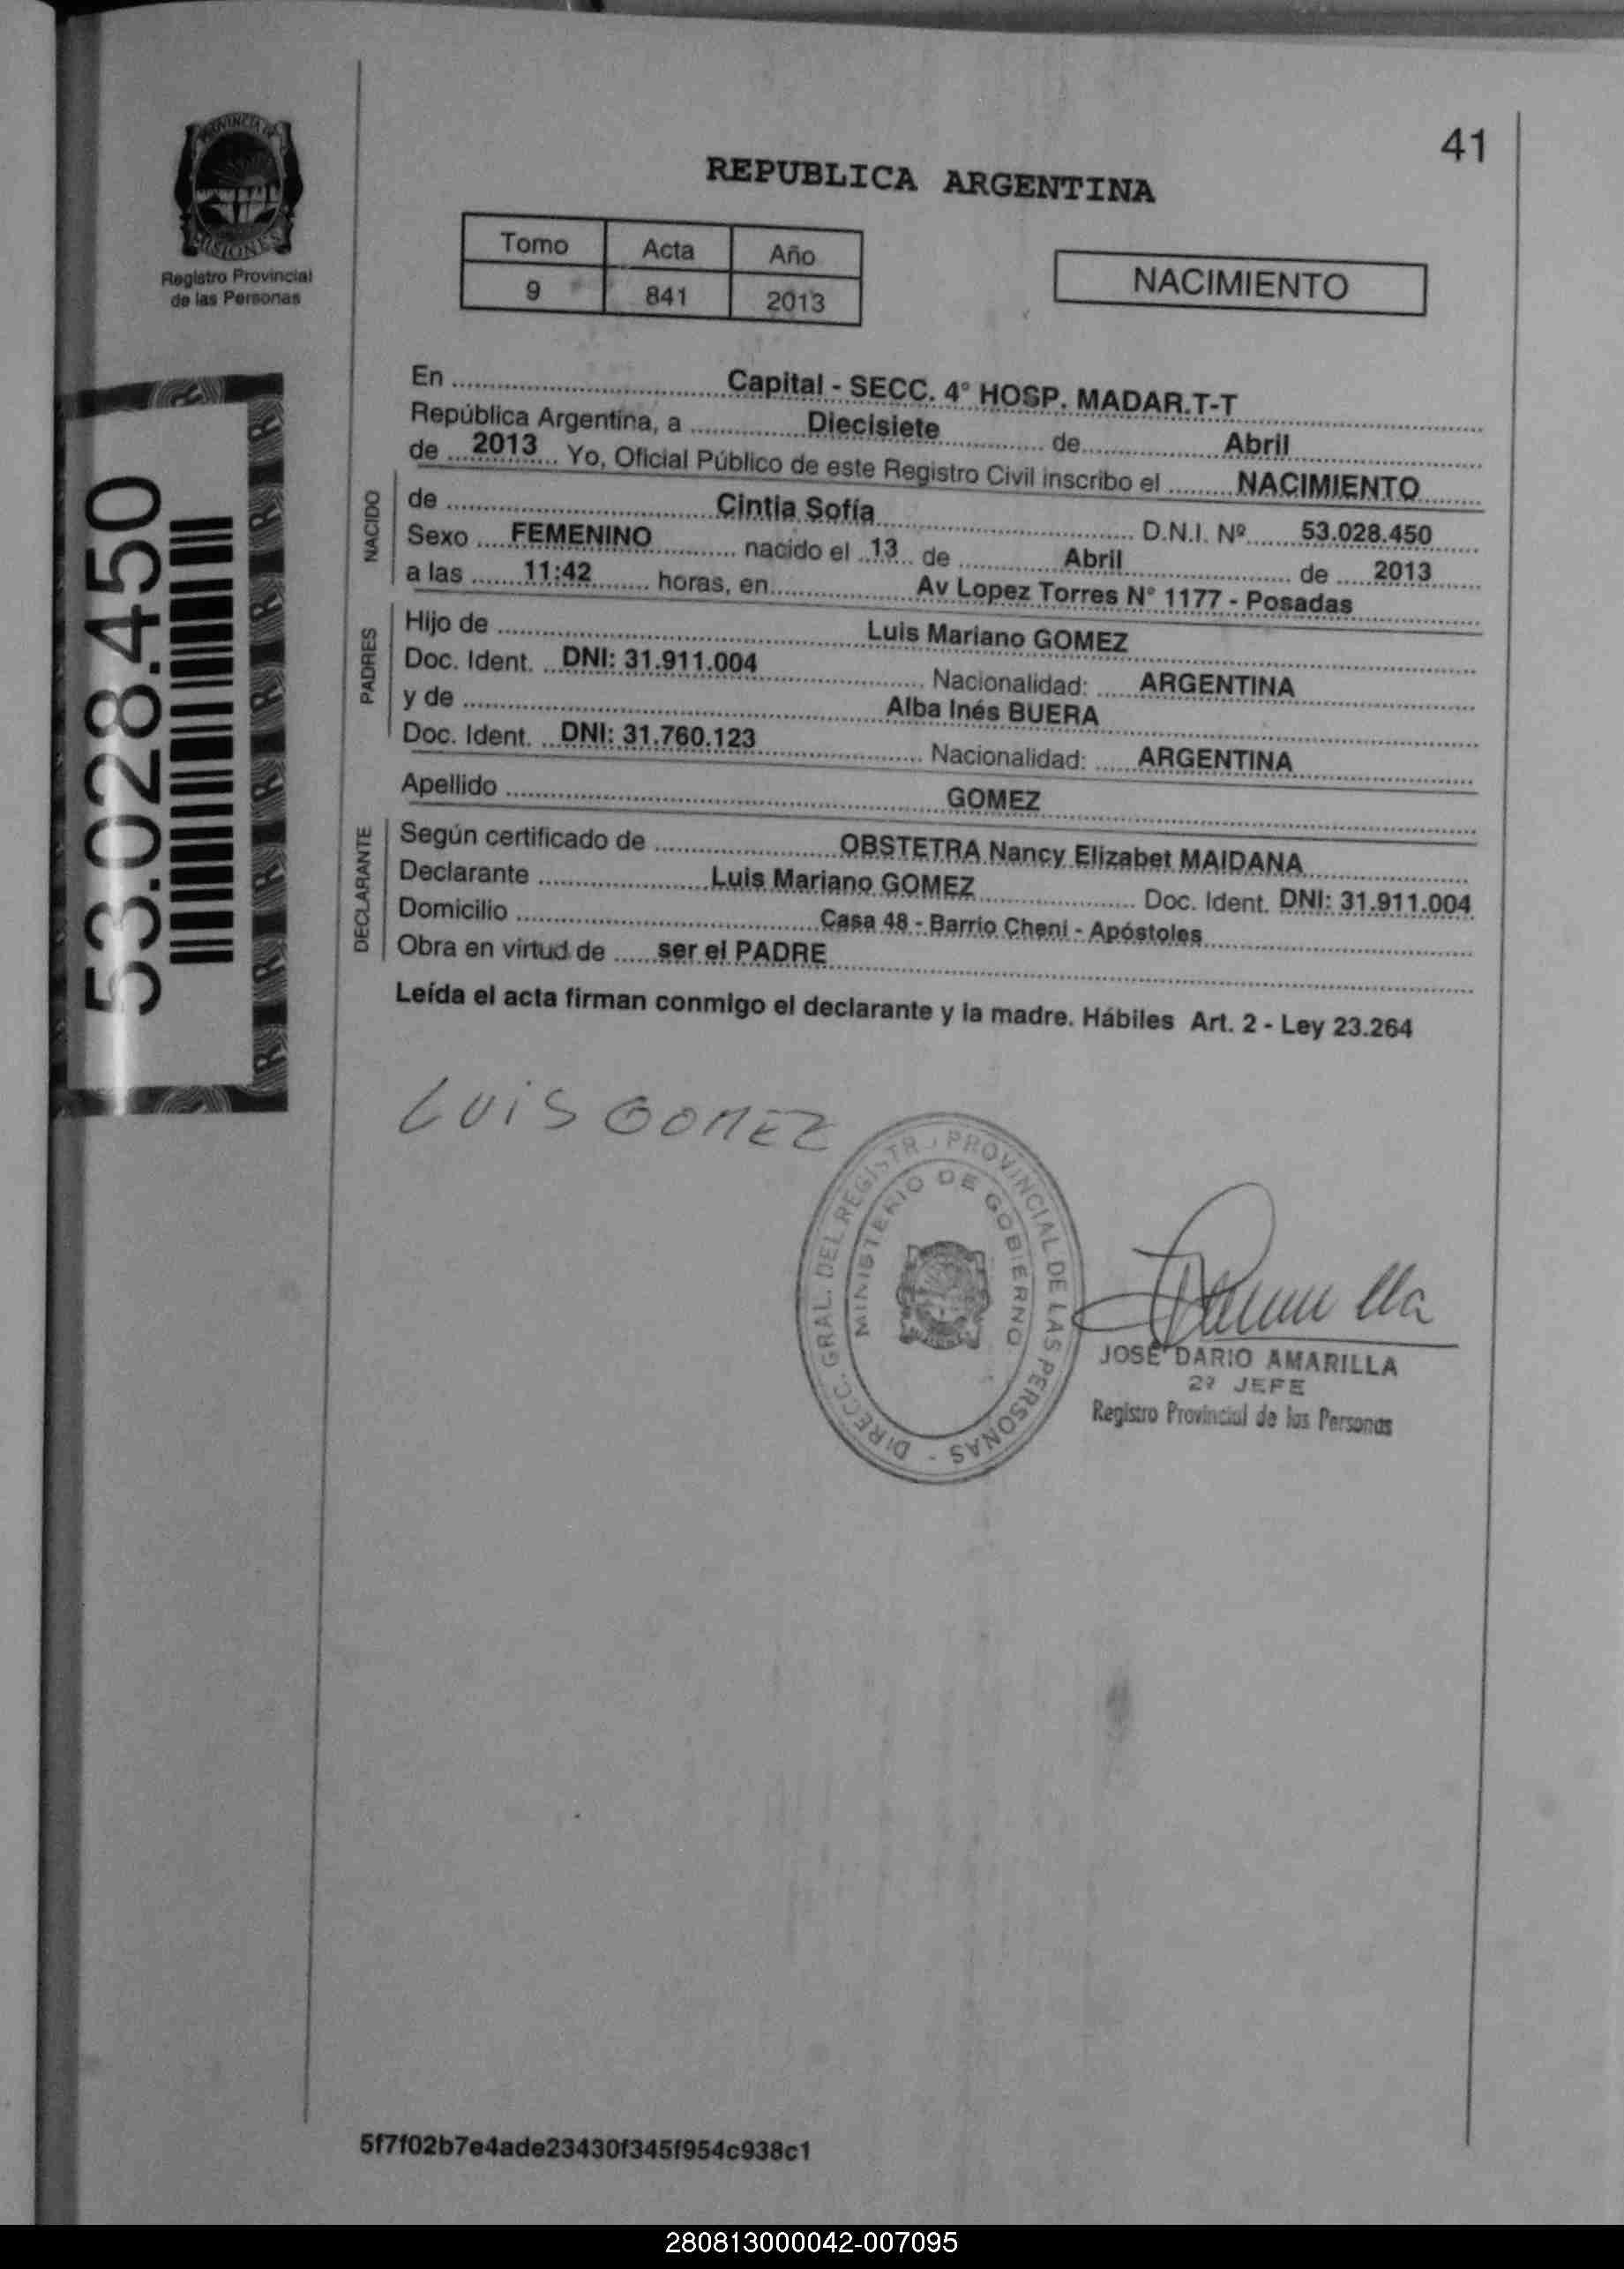 PROVINCIA DE
MISIONES
Registro Provincial
de las Personas
41
REPUBLICA ARGENTINA
Tomo Acta Año
9 841 2013
NACIMIENTO
53.028.450
En Capital - SECC. 4° HOSP. MADAR.T-T
República Argentina, a Diecisiete de Abril
de 2013 Yo, Oficial Público de este Registro Civil inscribo el NACIMIENTO
NACIDO
de Cintia Sofía D.N.I. Nº 53.028.450
Sexo FEMENINO nacido el 13 de Abril de 2013
a las 11:42 horas, en Av Lopez Torres N° 1177 - Posadas
PADRES
Hijo de Luis Mariano GOMEZ
Doc. Ident. DNI: 31.911.004 Nacionalidad: ARGENTINA
y de Alba Inés BUERA
Doc. Ident. DNI: 31.760.123 Nacionalidad: ARGENTINA
Apellido GOMEZ
DECLARANTE
Según certificado de OBSTETRA Nancy Elizabet MAIDANA
Declarante Luis Mariano GOMEZ Doc. Ident. DNI: 31.911.004
Domicilio Casa 48 - Barrio Cheni - Apóstoles
Obra en virtud de ser el PADRE
Leída el acta firman conmigo el declarante y la madre. Hábiles Art. 2 - Ley 23.264
LUIS GOMEZ
DIRECC. GRAL. DEL REGISTR PROVINCIAL DE LAS PERSONAS -
MINISTERIO DE GOBIERNO
JOSE DARIO AMARILLA
2º JEFE
Registro Provincial de las Personas
5f7f02b7e4ade23430f345f954c938c1
280813000042-007095